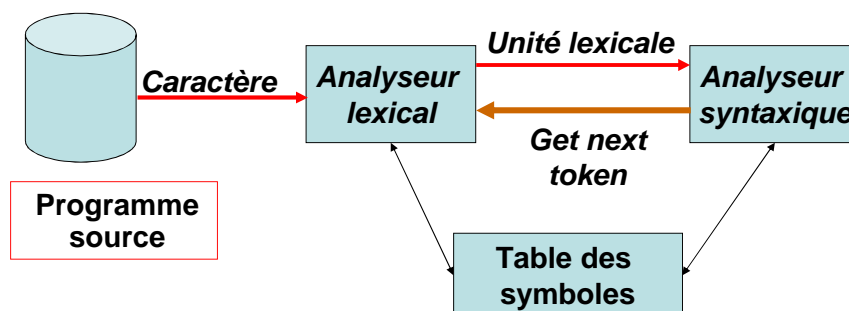 Caractère
Programme
source
Analyseur
lexical
Unité lexicale
Get next
token
Analyseur
syntaxique
Table des
symboles